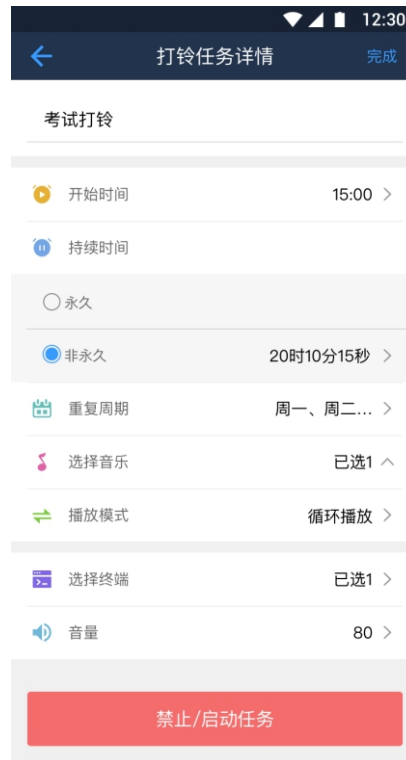 12:30
打铃任务详情 完成
考试打铃
开始时间 15:00
持续时间
永久
非永久 20时10分15秒
重复周期 周一、周二...
选择音乐 已选1
播放模式 循环播放
选择终端 已选1
音量 80
禁止/启动任务